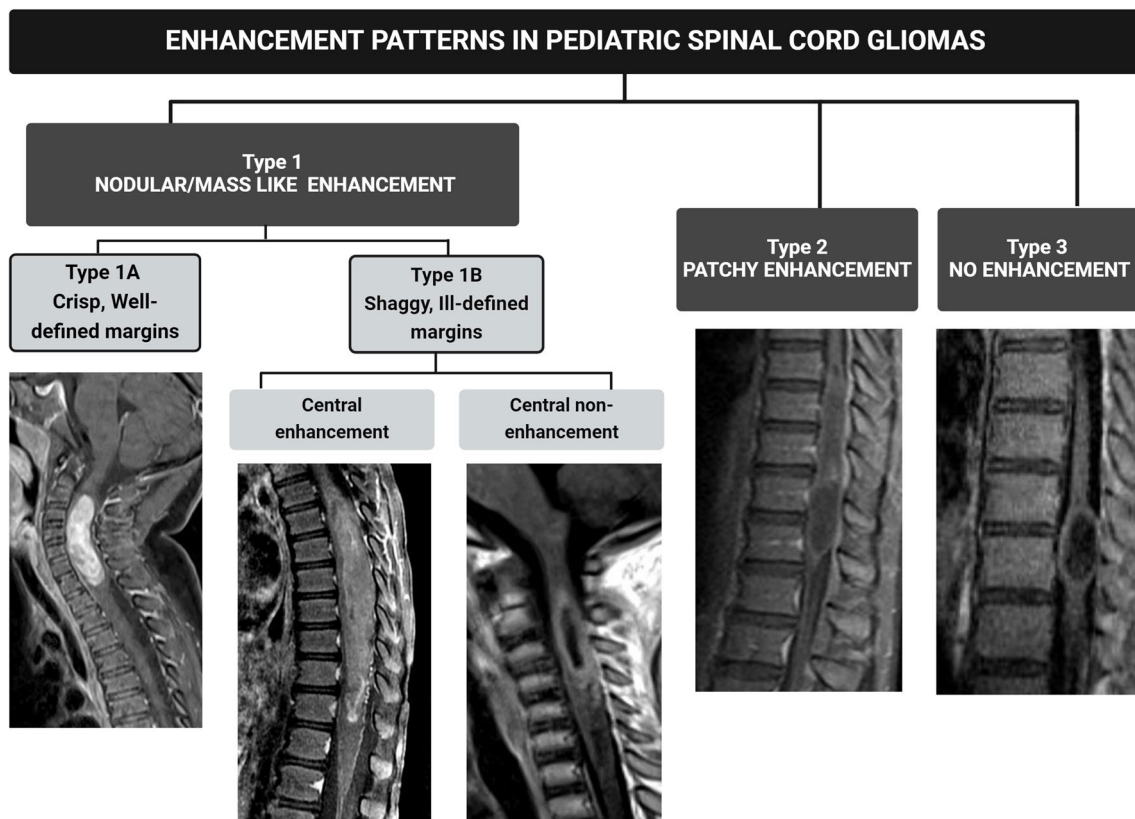 ENHANCEMENT PATTERNS IN PEDIATRIC SPINAL CORD GLIOMAS
Type 1
NODULAR/MASS LIKE ENHANCEMENT
Type 1A
Crisp, Well-
defined margins
Type 1B
Shaggy, Ill-defined
margins
Central
enhancement
Central non-
enhancement
Type 2
PATCHY ENHANCEMENT
Type 3
NO ENHANCEMENT